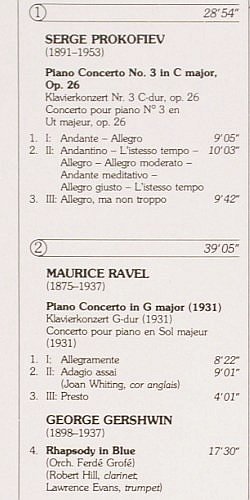 ① 28'54"
SERGE PROKOFIEV
(1891–1953)
Piano Concerto No. 3 in C major,
Op. 26
Klavierkonzert Nr. 3 C-dur, op. 26
Concerto pour piano N° 3 en
Ut majeur, op. 26
1. I: Andante – Allegro 9'05"
2. II: Andantino – L'istesso tempo – 10'03"
Allegro – Allegro moderato –
Andante meditativo –
Allegro giusto – L'istesso tempo
3. III: Allegro, ma non troppo 9'42"
② 39'05"
MAURICE RAVEL
(1875–1937)
Piano Concerto in G major (1931)
Klavierkonzert G-dur (1931)
Concerto pour piano en Sol majeur
(1931)
1. I: Allegramente 8'22"
2. II: Adagio assai 9'01"
(Joan Whiting, cor anglais)
3. III: Presto 4'01"
GEORGE GERSHWIN
(1898–1937)
4. Rhapsody in Blue 17'30"
(Orch. Ferdé Grofé)
(Robert Hill, clarinet;
Lawrence Evans, trumpet)